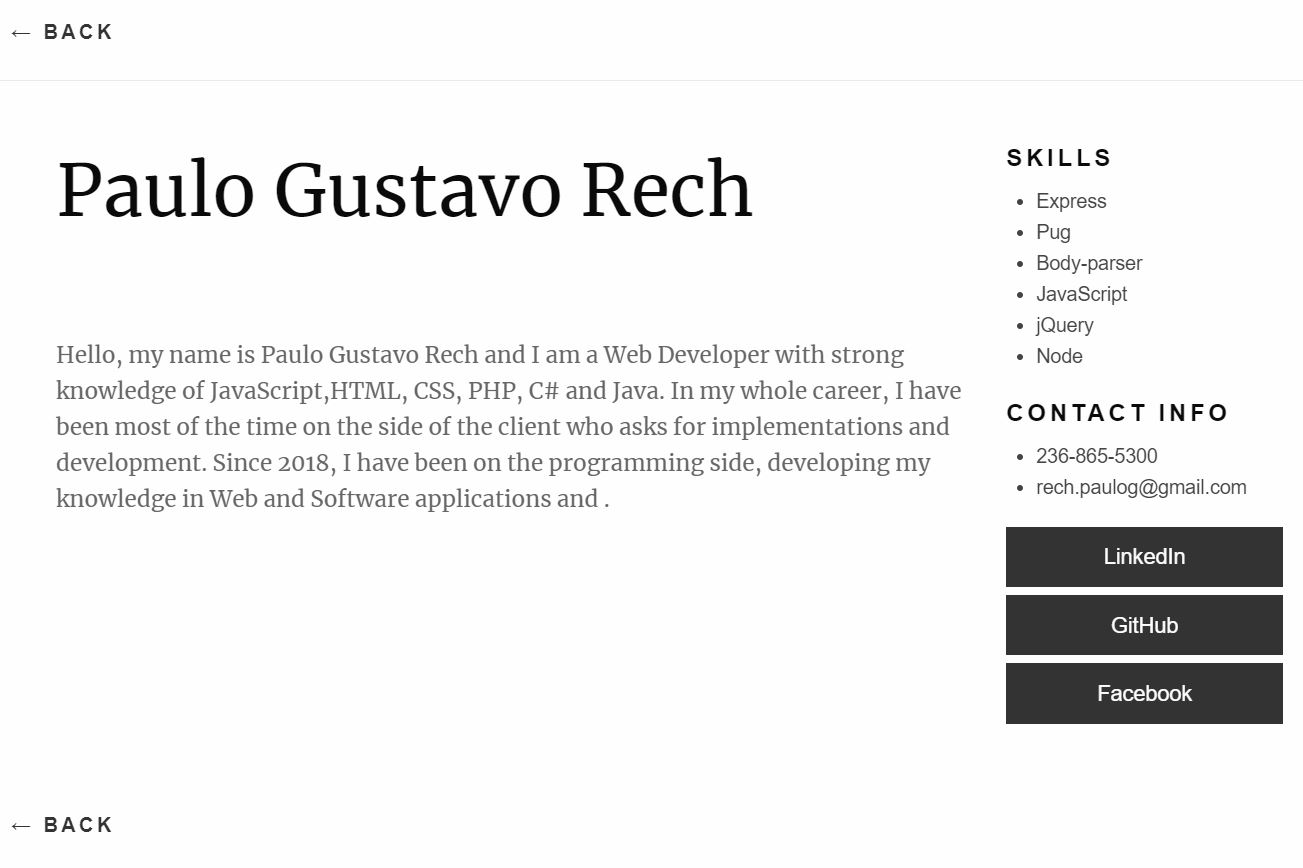 ← BACK
Paulo Gustavo Rech
Hello, my name is Paulo Gustavo Rech and I am a Web Developer with strong
knowledge of JavaScript,HTML, CSS, PHP, C# and Java. In my whole career, I have
been most of the time on the side of the client who asks for implementations and
development. Since 2018, I have been on the programming side, developing my
knowledge in Web and Software applications and .
SKILLS
• Express
• Pug
• Body-parser
• JavaScript
• jQuery
• Node
CONTACT INFO
• 236-865-5300
• rech.paulog@gmail.com
LinkedIn
GitHub
Facebook
← BACK